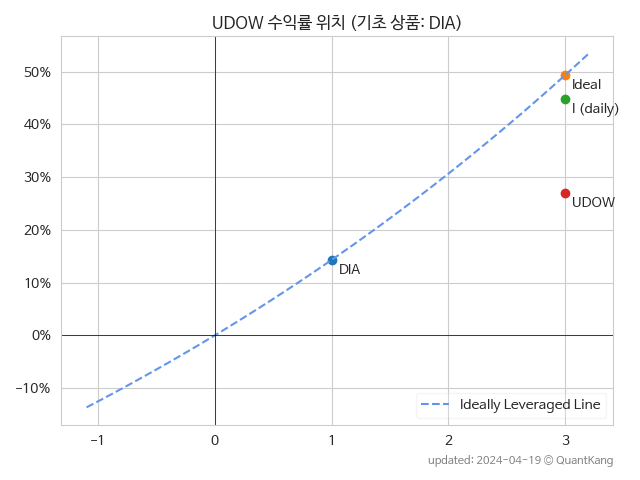 UDOW 수익률 위치 (기초 상품: DIA)
50%
40%
30%
20%
10%
0%
−10%
Ideal
I (daily)
UDOW
DIA
Ideally Leveraged Line
−1
0
1
2
3
updated: 2024-04-19 © QuantKang